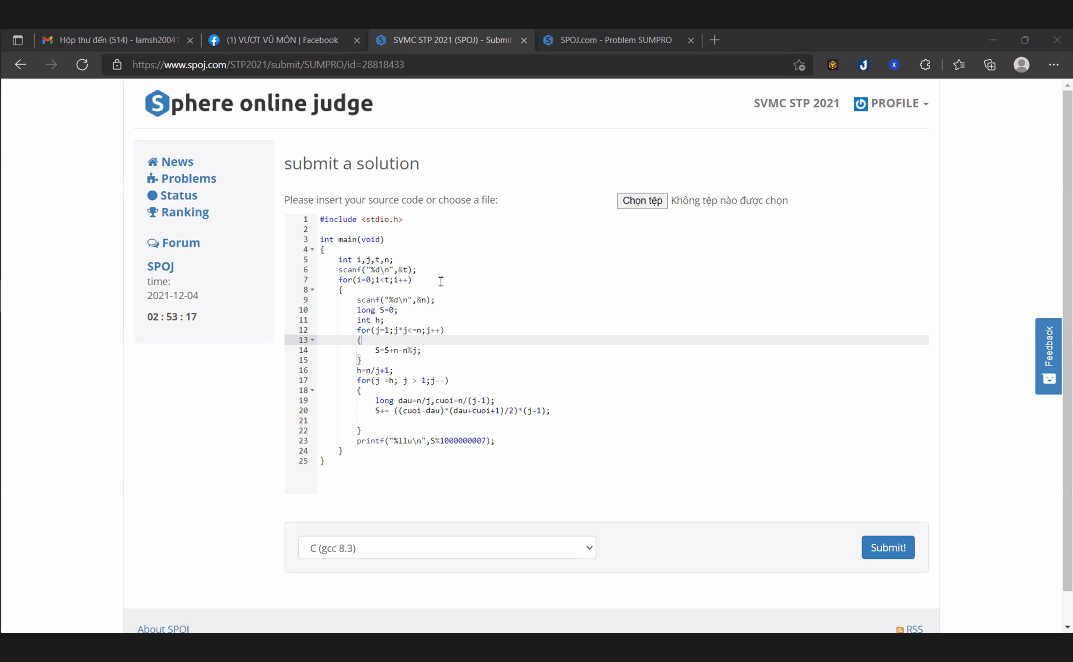 Hộp thư đến (514) - lamsh20041
(1) VƯỢT VŨ MÔN | Facebook
SVMC STP 2021 (SPOJ) - Submit
SPOJ.com - Problem SUMPRO
https://www.spoj.com/STP2021/submit/SUMPRO/id=28818433
Sphere online judge
SVMC STP 2021
PROFILE
News
Problems
Status
Ranking
Forum
SPOJ
time:
2021-12-04
02 : 53 : 17
submit a solution
Please insert your source code or choose a file:
Chọn tệp Không tệp nào được chọn
1 #include <stdio.h>
2
3 int main(void)
4 {
5 int i,j,t,n;
6 scanf("%d\n",&t);
7 for(i=0;i<t;i++)
8 {
9 scanf("%d\n",&n);
10 long S=0;
11 int h;
12 for(j=1;j*j<=n;j++)
13 {
14 S=S+n-n%j;
15 }
16 h=n/j+1;
17 for(j =h; j > 1;j--)
18 {
19 long dau=n/j,cuoi=n/(j-1);
20 S+= ((cuoi-dau)*(dau+cuoi+1)/2)*(j-1);
21
22 }
23 printf("%llu\n",S%1000000007);
24 }
25 }
C (gcc 8.3)
Submit!
Feedback
About SPOJ
RSS